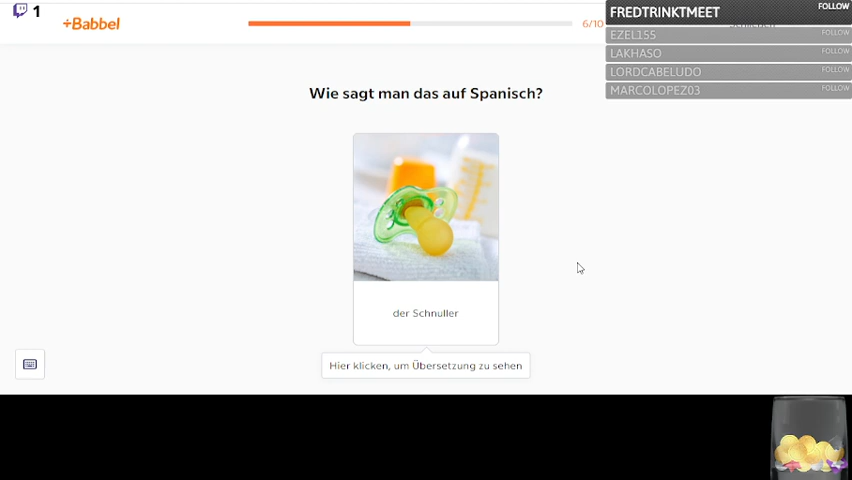 1
+Babbel
6/10
FREDTRINKTMEET FOLLOW
EZEL155 FOLLOW
LAKHASO FOLLOW
LORDCABELUDO FOLLOW
MARCOLOPEZ03 FOLLOW
Wie sagt man das auf Spanisch?
der Schnuller
Hier klicken, um Übersetzung zu sehen